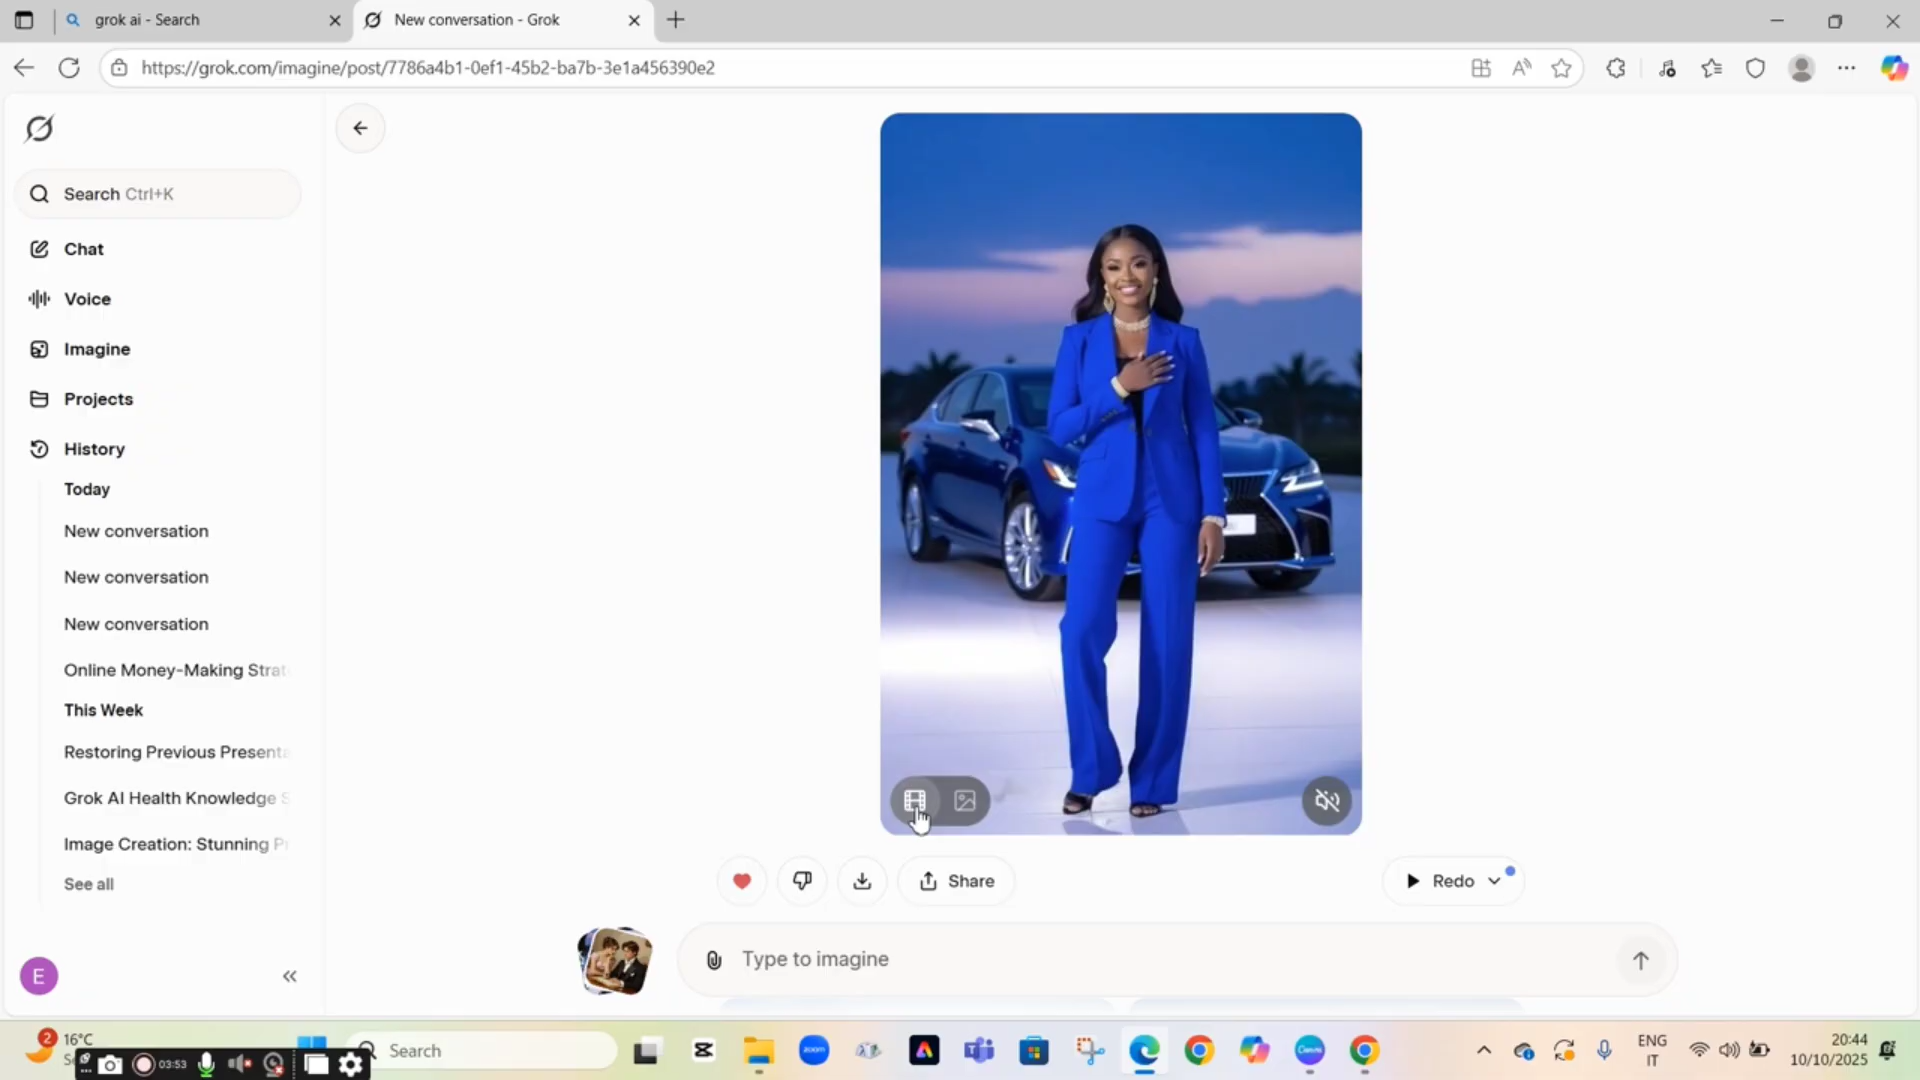 grok ai - Search
New conversation - Grok
https://grok.com/imagine/post/7786a4b1-0ef1-45b2-ba7b-3e1a456390e2
Search Ctrl+K
Chat
Voice
Imagine
Projects
History
Today
New conversation
New conversation
New conversation
Online Money-Making Strat
This Week
Restoring Previous Present
Grok AI Health Knowledge S
Image Creation: Stunning P
See all
E
Share
Redo
Type to imagine
2
16°C
03:53
Search
zoom
Canva
ENG
IT
20:44
10/10/2025